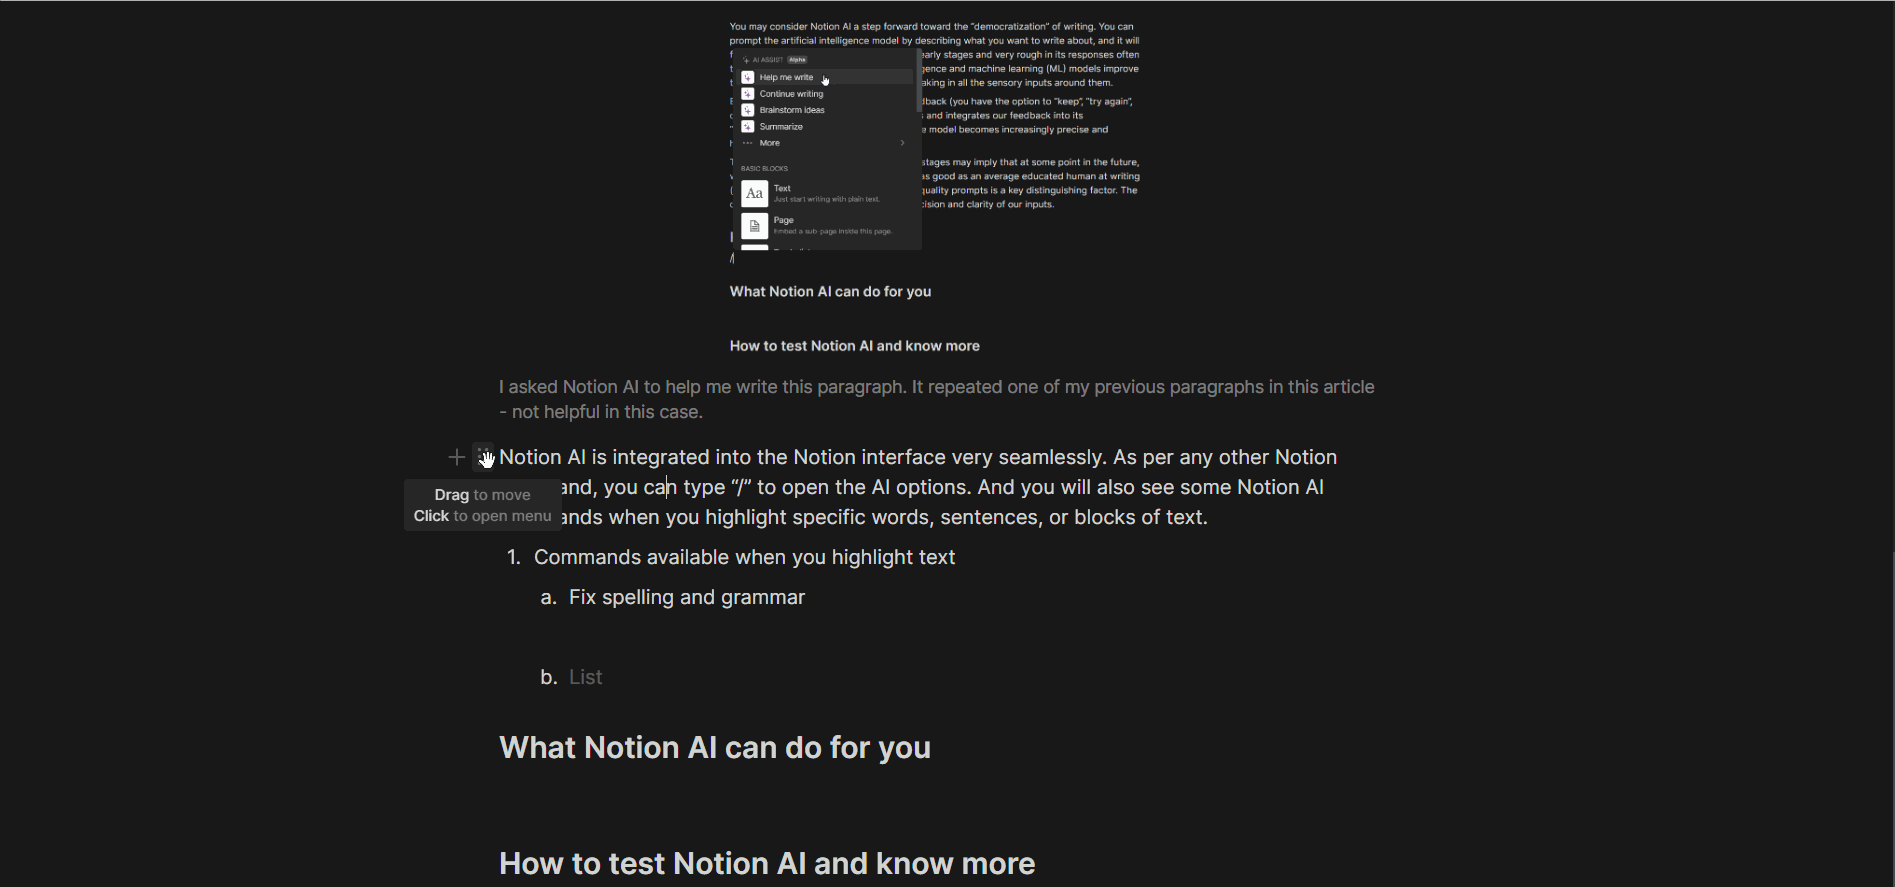 You may consider Notion AI a step forward toward the “democratization” of writing. You can
prompt the artificial intelligence model by describing what you want to write about, and it will
early stages and very rough in its responses often
gence and machine learning (ML) models improve
aking in all the sensory inputs around them.
dback (you have the option to “keep”, “try again”,
and integrates our feedback into its
model becomes increasingly precise and
stages may imply that at some point in the future,
as good as an average educated human at writing
quality prompts is a key distinguishing factor. The
cision and clarity of our inputs.
AI ASSIST Alpha
Help me write
Continue writing
Brainstorm ideas
Summarize
More
BASIC BLOCKS
Aa Text
Just start writing with plain text.
Page
Embed a sub-page inside this page.
/
What Notion AI can do for you
How to test Notion AI and know more
I asked Notion AI to help me write this paragraph. It repeated one of my previous paragraphs in this article
- not helpful in this case.
Notion AI is integrated into the Notion interface very seamlessly. As per any other Notion
and, you can type “/” to open the AI options. And you will also see some Notion AI
ands when you highlight specific words, sentences, or blocks of text.
Drag to move
Click to open menu
1. Commands available when you highlight text
a. Fix spelling and grammar
b. List
What Notion AI can do for you
How to test Notion AI and know more